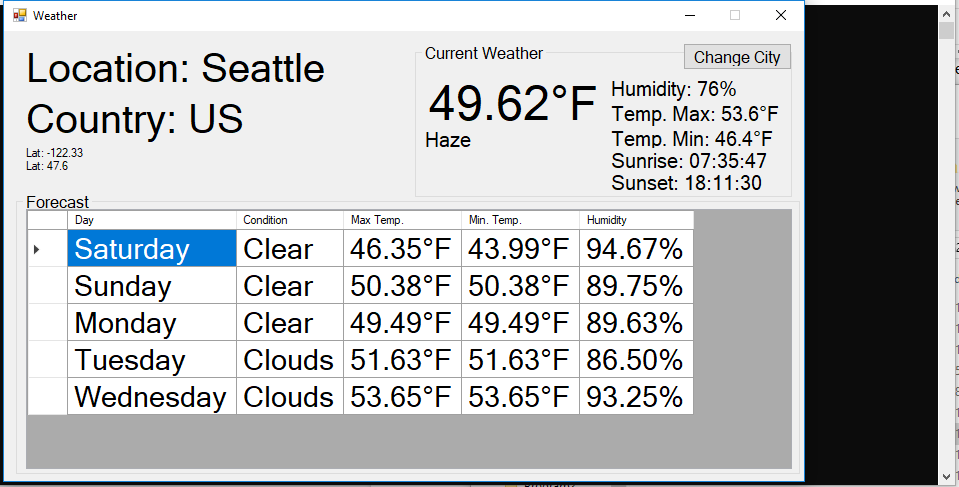 Weather
Location: Seattle
Country: US
Lat: -122.33
Lat: 47.6
Current Weather
Change City
49.62°F
Haze
Humidity: 76%
Temp. Max: 53.6°F
Temp. Min: 46.4°F
Sunrise: 07:35:47
Sunset: 18:11:30
Forecast
Day Condition Max Temp. Min. Temp. Humidity
Saturday Clear 46.35°F 43.99°F 94.67%
Sunday Clear 50.38°F 50.38°F 89.75%
Monday Clear 49.49°F 49.49°F 89.63%
Tuesday Clouds 51.63°F 51.63°F 86.50%
Wednesday Clouds 53.65°F 53.65°F 93.25%